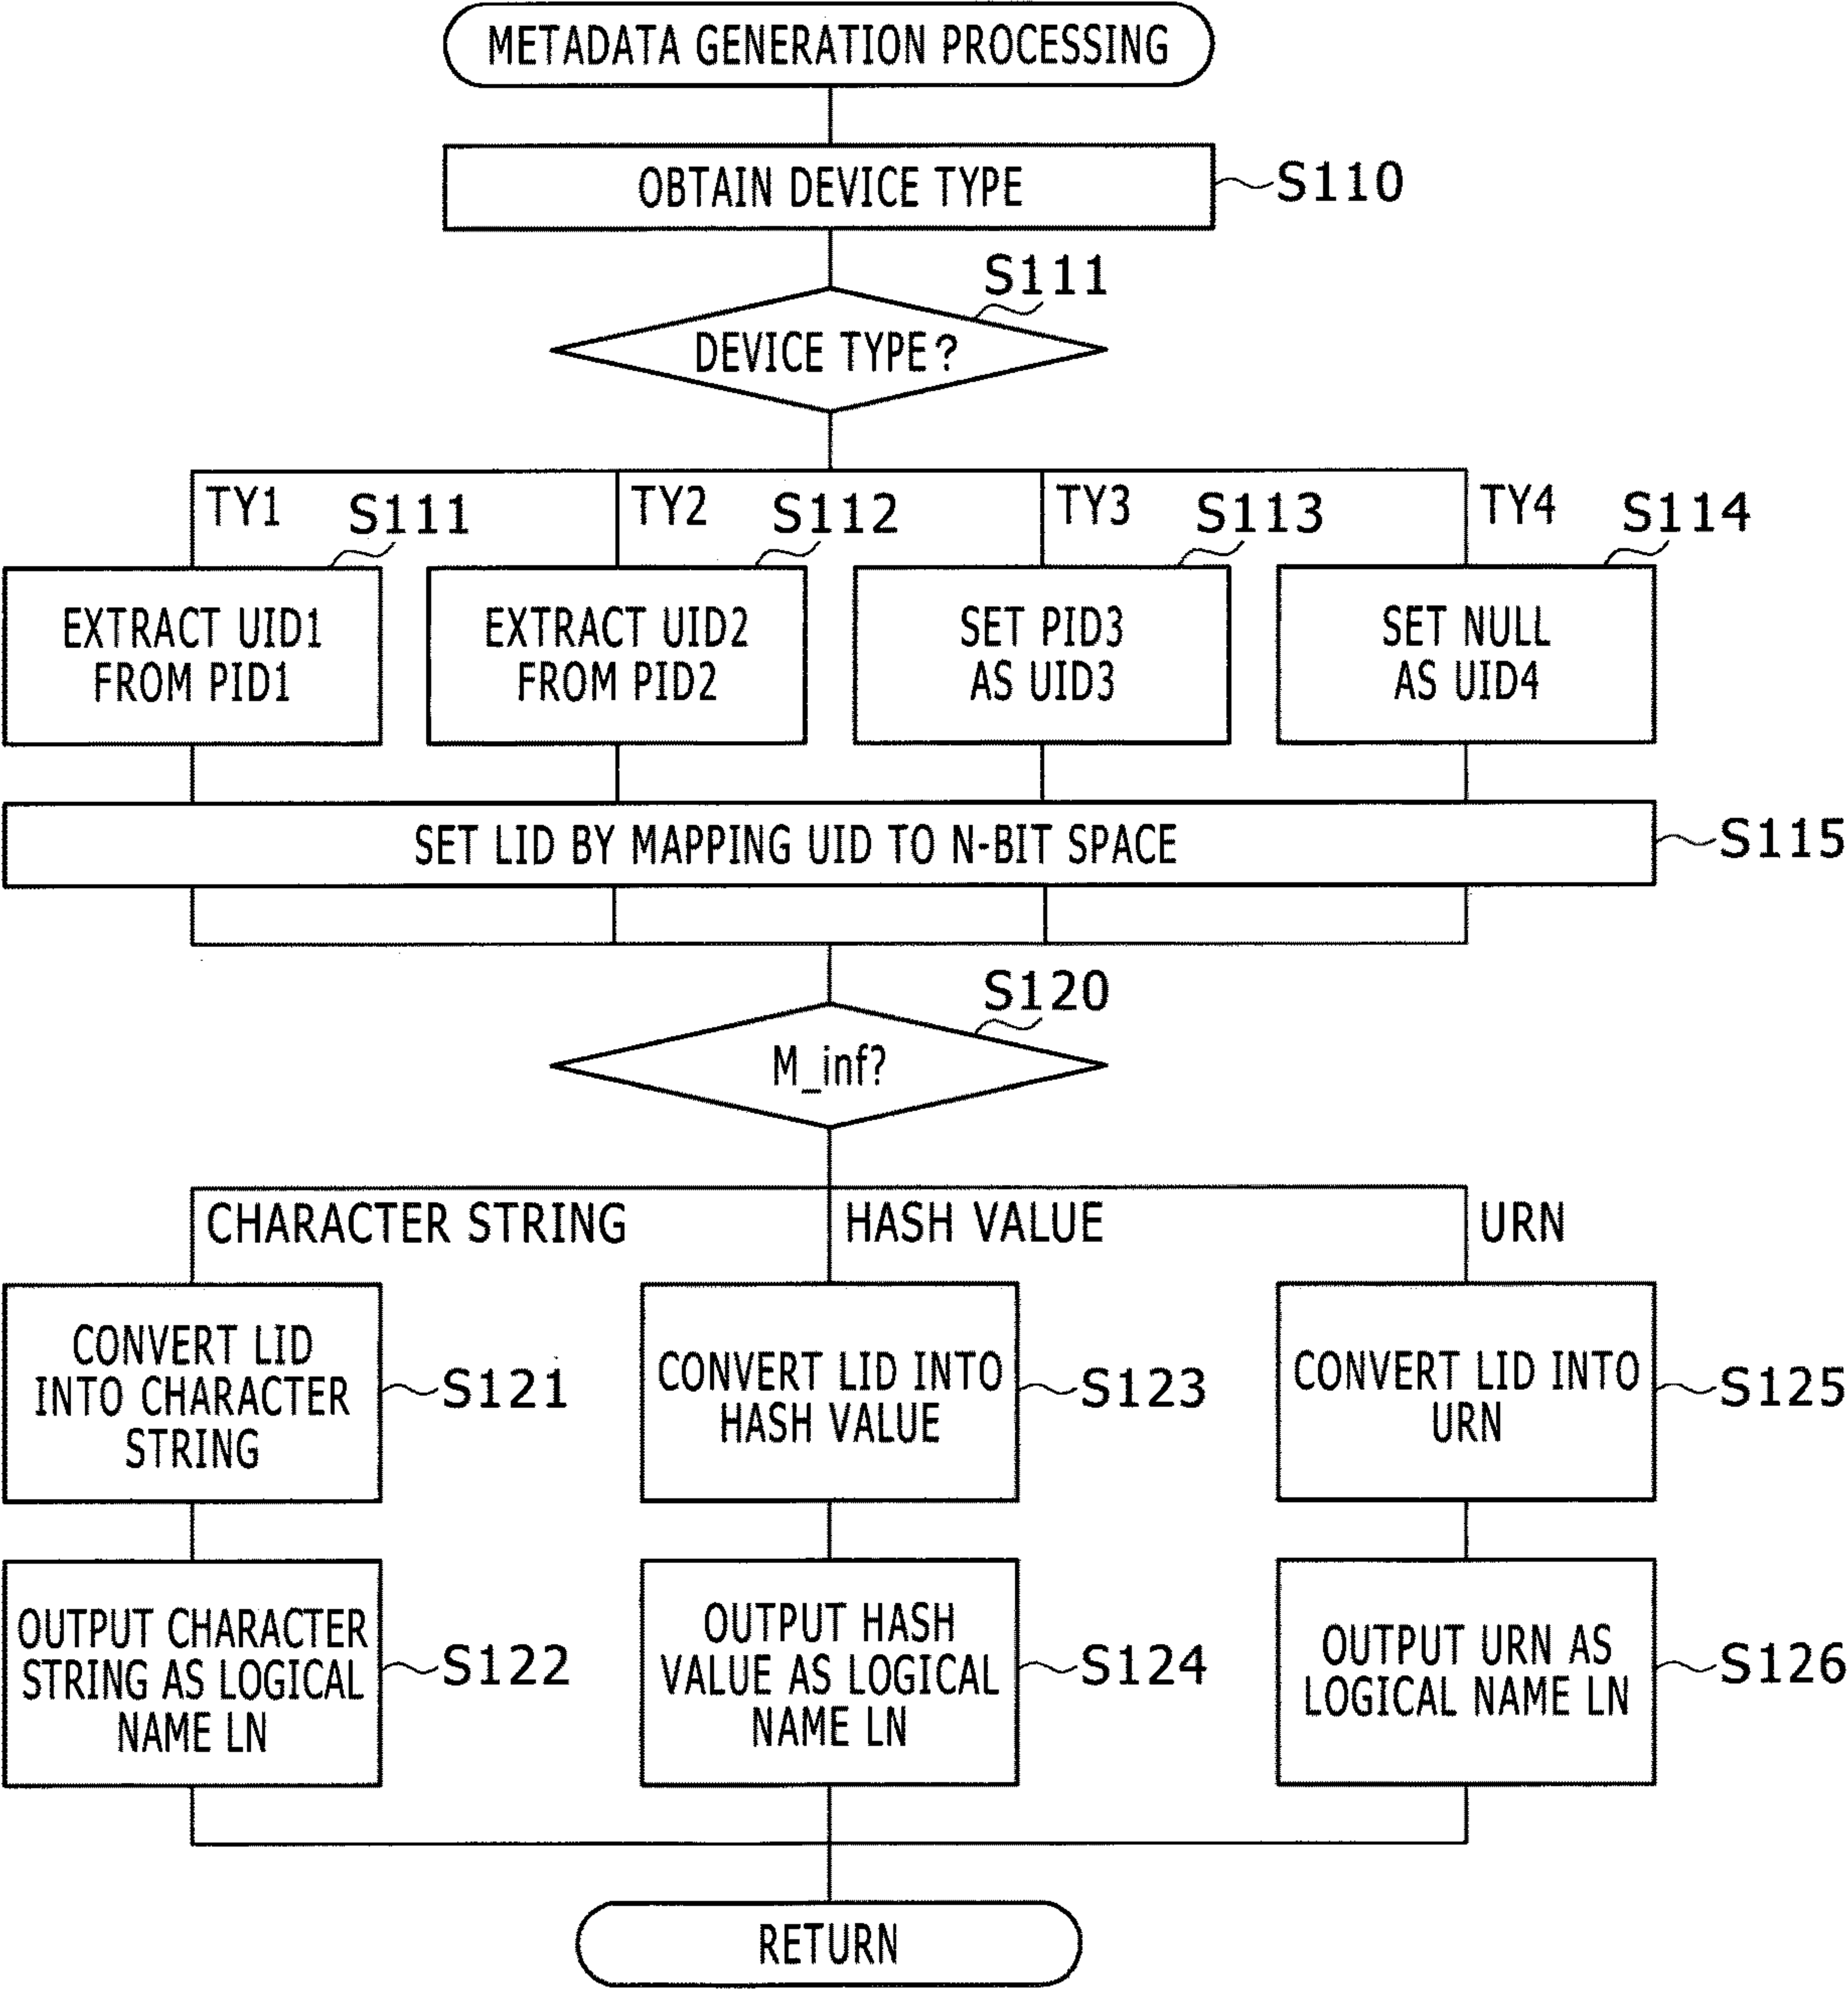 METADATA GENERATION PROCESSING
OBTAIN DEVICE TYPE
S110
S111
DEVICE TYPE?
TY1
S111
TY2
S112
TY3
S113
TY4
S114
EXTRACT UID1
FROM PID1
EXTRACT UID2
FROM PID2
SET PID3
AS UID3
SET NULL
AS UID4
SET LID BY MAPPING UID TO N-BIT SPACE
S115
S120
M_inf?
CHARACTER STRING
HASH VALUE
URN
CONVERT LID
INTO CHARACTER
STRING
S121
CONVERT LID INTO
HASH VALUE
S123
CONVERT LID INTO
URN
S125
OUTPUT CHARACTER
STRING AS LOGICAL
NAME LN
S122
OUTPUT HASH
VALUE AS LOGICAL
NAME LN
S124
OUTPUT URN AS
LOGICAL NAME LN
S126
RETURN